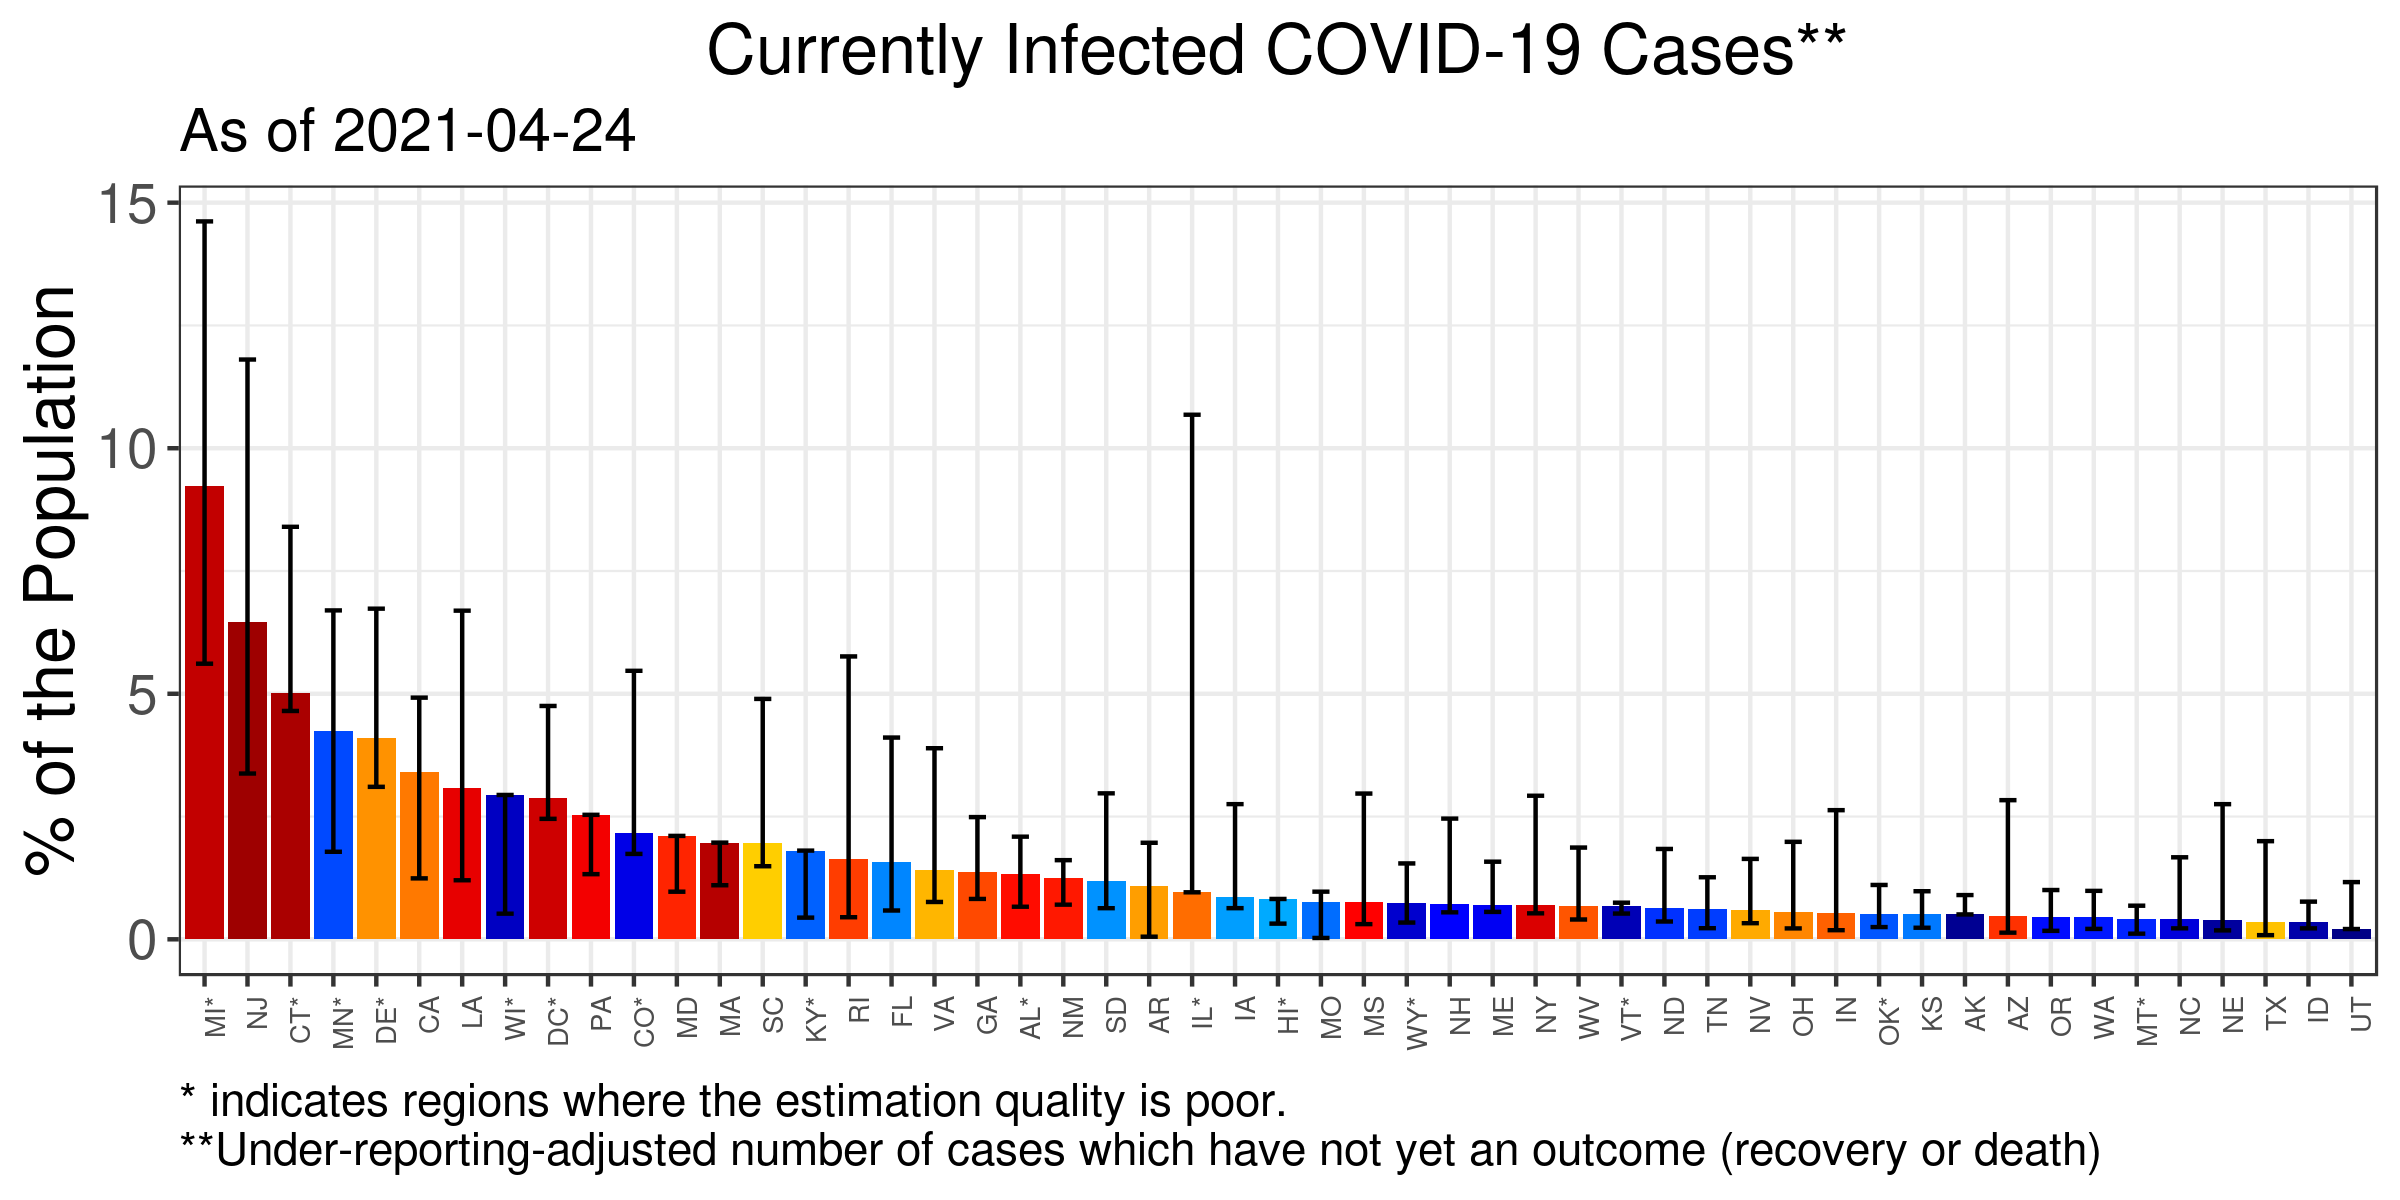 Currently Infected COVID-19 Cases**
As of 2021-04-24
% of the Population
15
10
5
0
MI* NJ CT* MN* DE* CA LA WI* DC* PA CO* MD MA SC KY* RI FL VA GA AL* NM SD AR IL* IA HI* MO MS WY* NH ME NY WV VT* ND TN NV OH IN OK* KS AK AZ OR WA MT* NC NE TX ID UT
* indicates regions where the estimation quality is poor.
**Under-reporting-adjusted number of cases which have not yet an outcome (recovery or death)